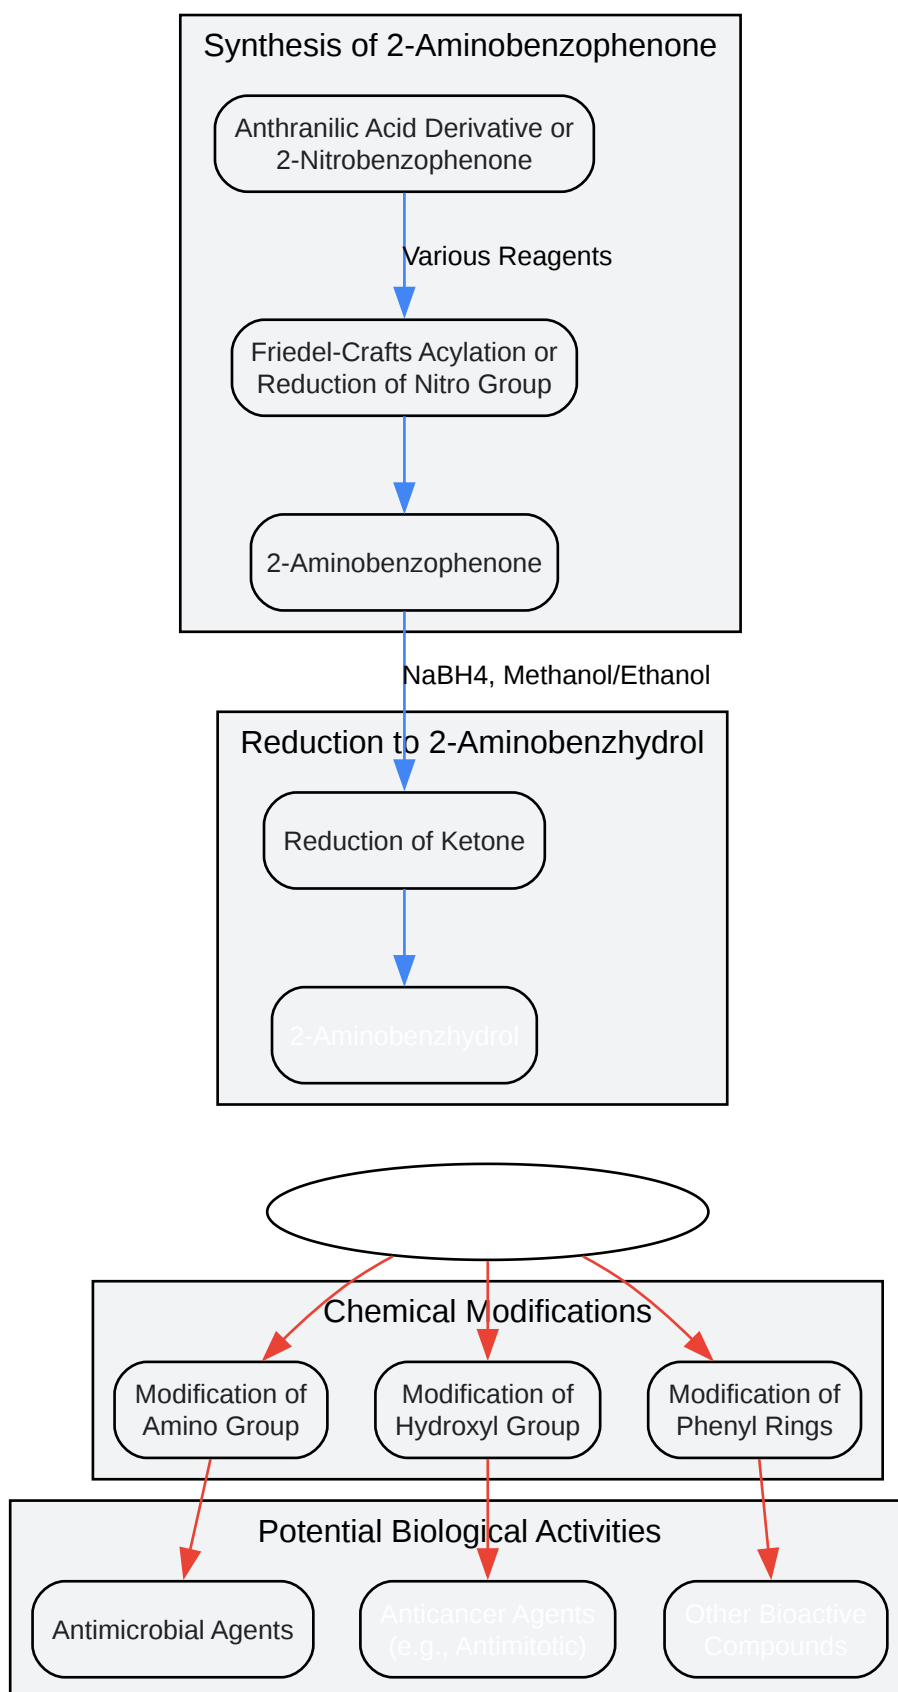 Synthesis of 2-Aminobenzophenone
Anthranilic Acid Derivative or
2-Nitrobenzophenone
Various Reagents
Friedel-Crafts Acylation or
Reduction of Nitro Group
2-Aminobenzophenone
NaBH4, Methanol/Ethanol
Reduction to 2-Aminobenzhydrol
Reduction of Ketone
2-Aminobenzhydrol
Chemical Modifications
Modification of
Amino Group
Modification of
Hydroxyl Group
Modification of
Phenyl Rings
Potential Biological Activities
Antimicrobial Agents
Anticancer Agents
(e.g., Antimitotic)
Other Bioactive
Compounds